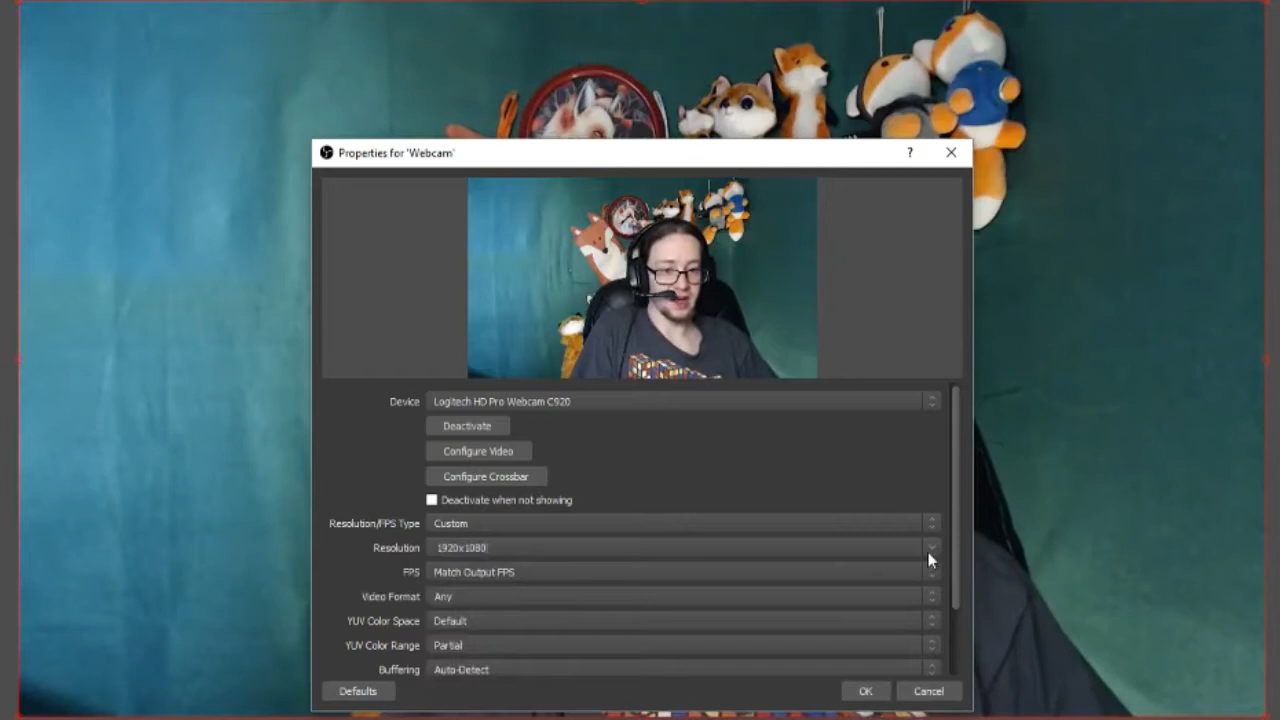 Properties for 'Webcam'
?
Device Logitech HD Pro Webcam C920
Deactivate
Configure Video
Configure Crossbar
Deactivate when not showing
Resolution/FPS Type Custom
Resolution 1920x1080
FPS Match Output FPS
Video Format Any
YUV Color Space Default
YUV Color Range Partial
Buffering Auto-Detect
Defaults OK Cancel